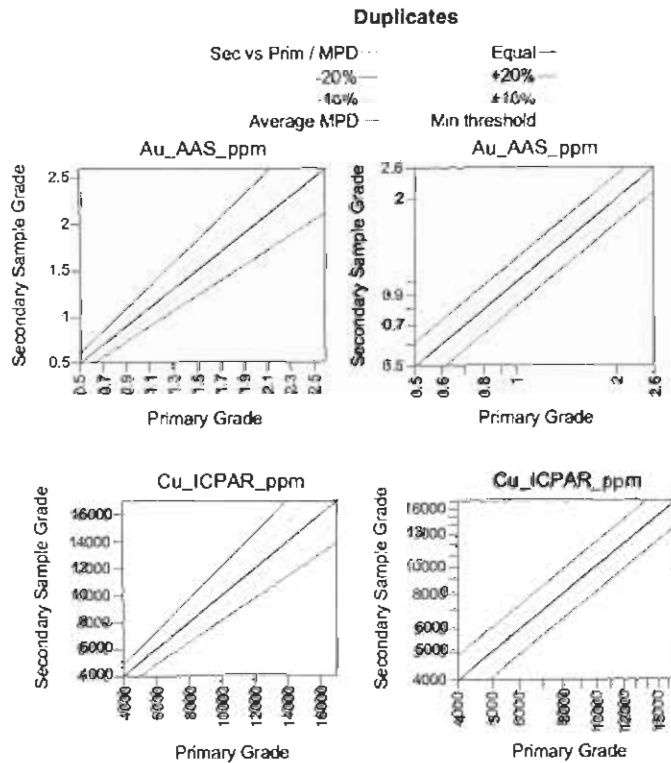 Duplicates
Sec vs Prim / MPD Equal
-20% +20%
-10% +10%
Average MPD Min threshold
Au_AAS_ppm
Secondary Sample Grade
2.5
2
1.5
1
0.5
0.5 0.7 0.9 1.1 1.3 1.5 1.7 1.9 2.1 2.3 2.5
Primary Grade
Au_AAS_ppm
Secondary Sample Grade
2.6
2
0.9
0.7
0.5
0.5 0.6 0.8 1 2 2.6
Primary Grade
Cu_ICPAR_ppm
Secondary Sample Grade
16000
14000
12000
10000
8000
6000
4000
4000 6000 8000 10000 12000 14000 16000
Primary Grade
Cu_ICPAR_ppm
Secondary Sample Grade
16000
6000
5000
4000
4000 5000 6000 8000 10000 12000
Primary Grade